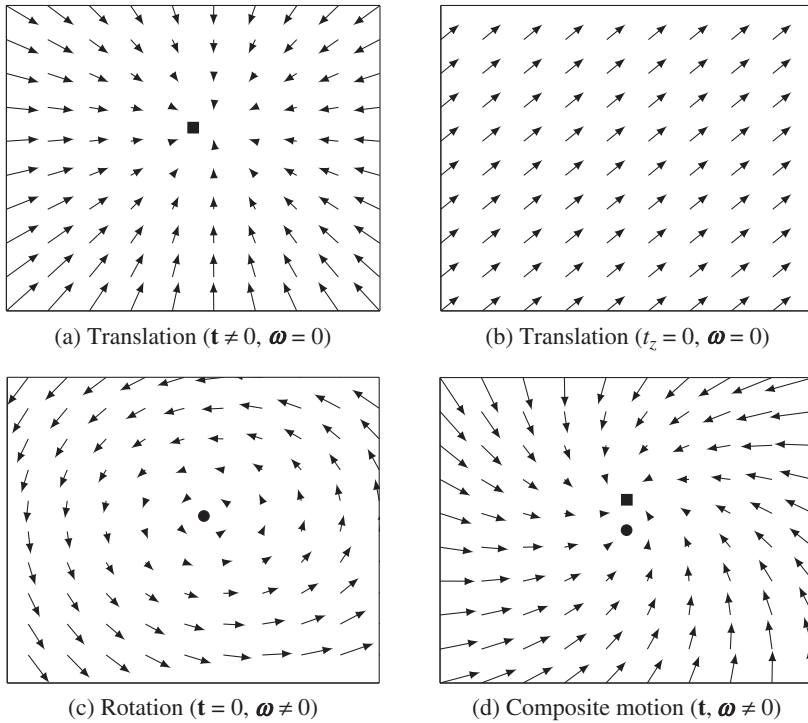 (a) Translation (𝐭 ≠ 0, 𝝎 = 0)
(b) Translation (t_z = 0, 𝝎 = 0)
(c) Rotation (𝐭 = 0, 𝝎 ≠ 0)
(d) Composite motion (𝐭, 𝝎 ≠ 0)